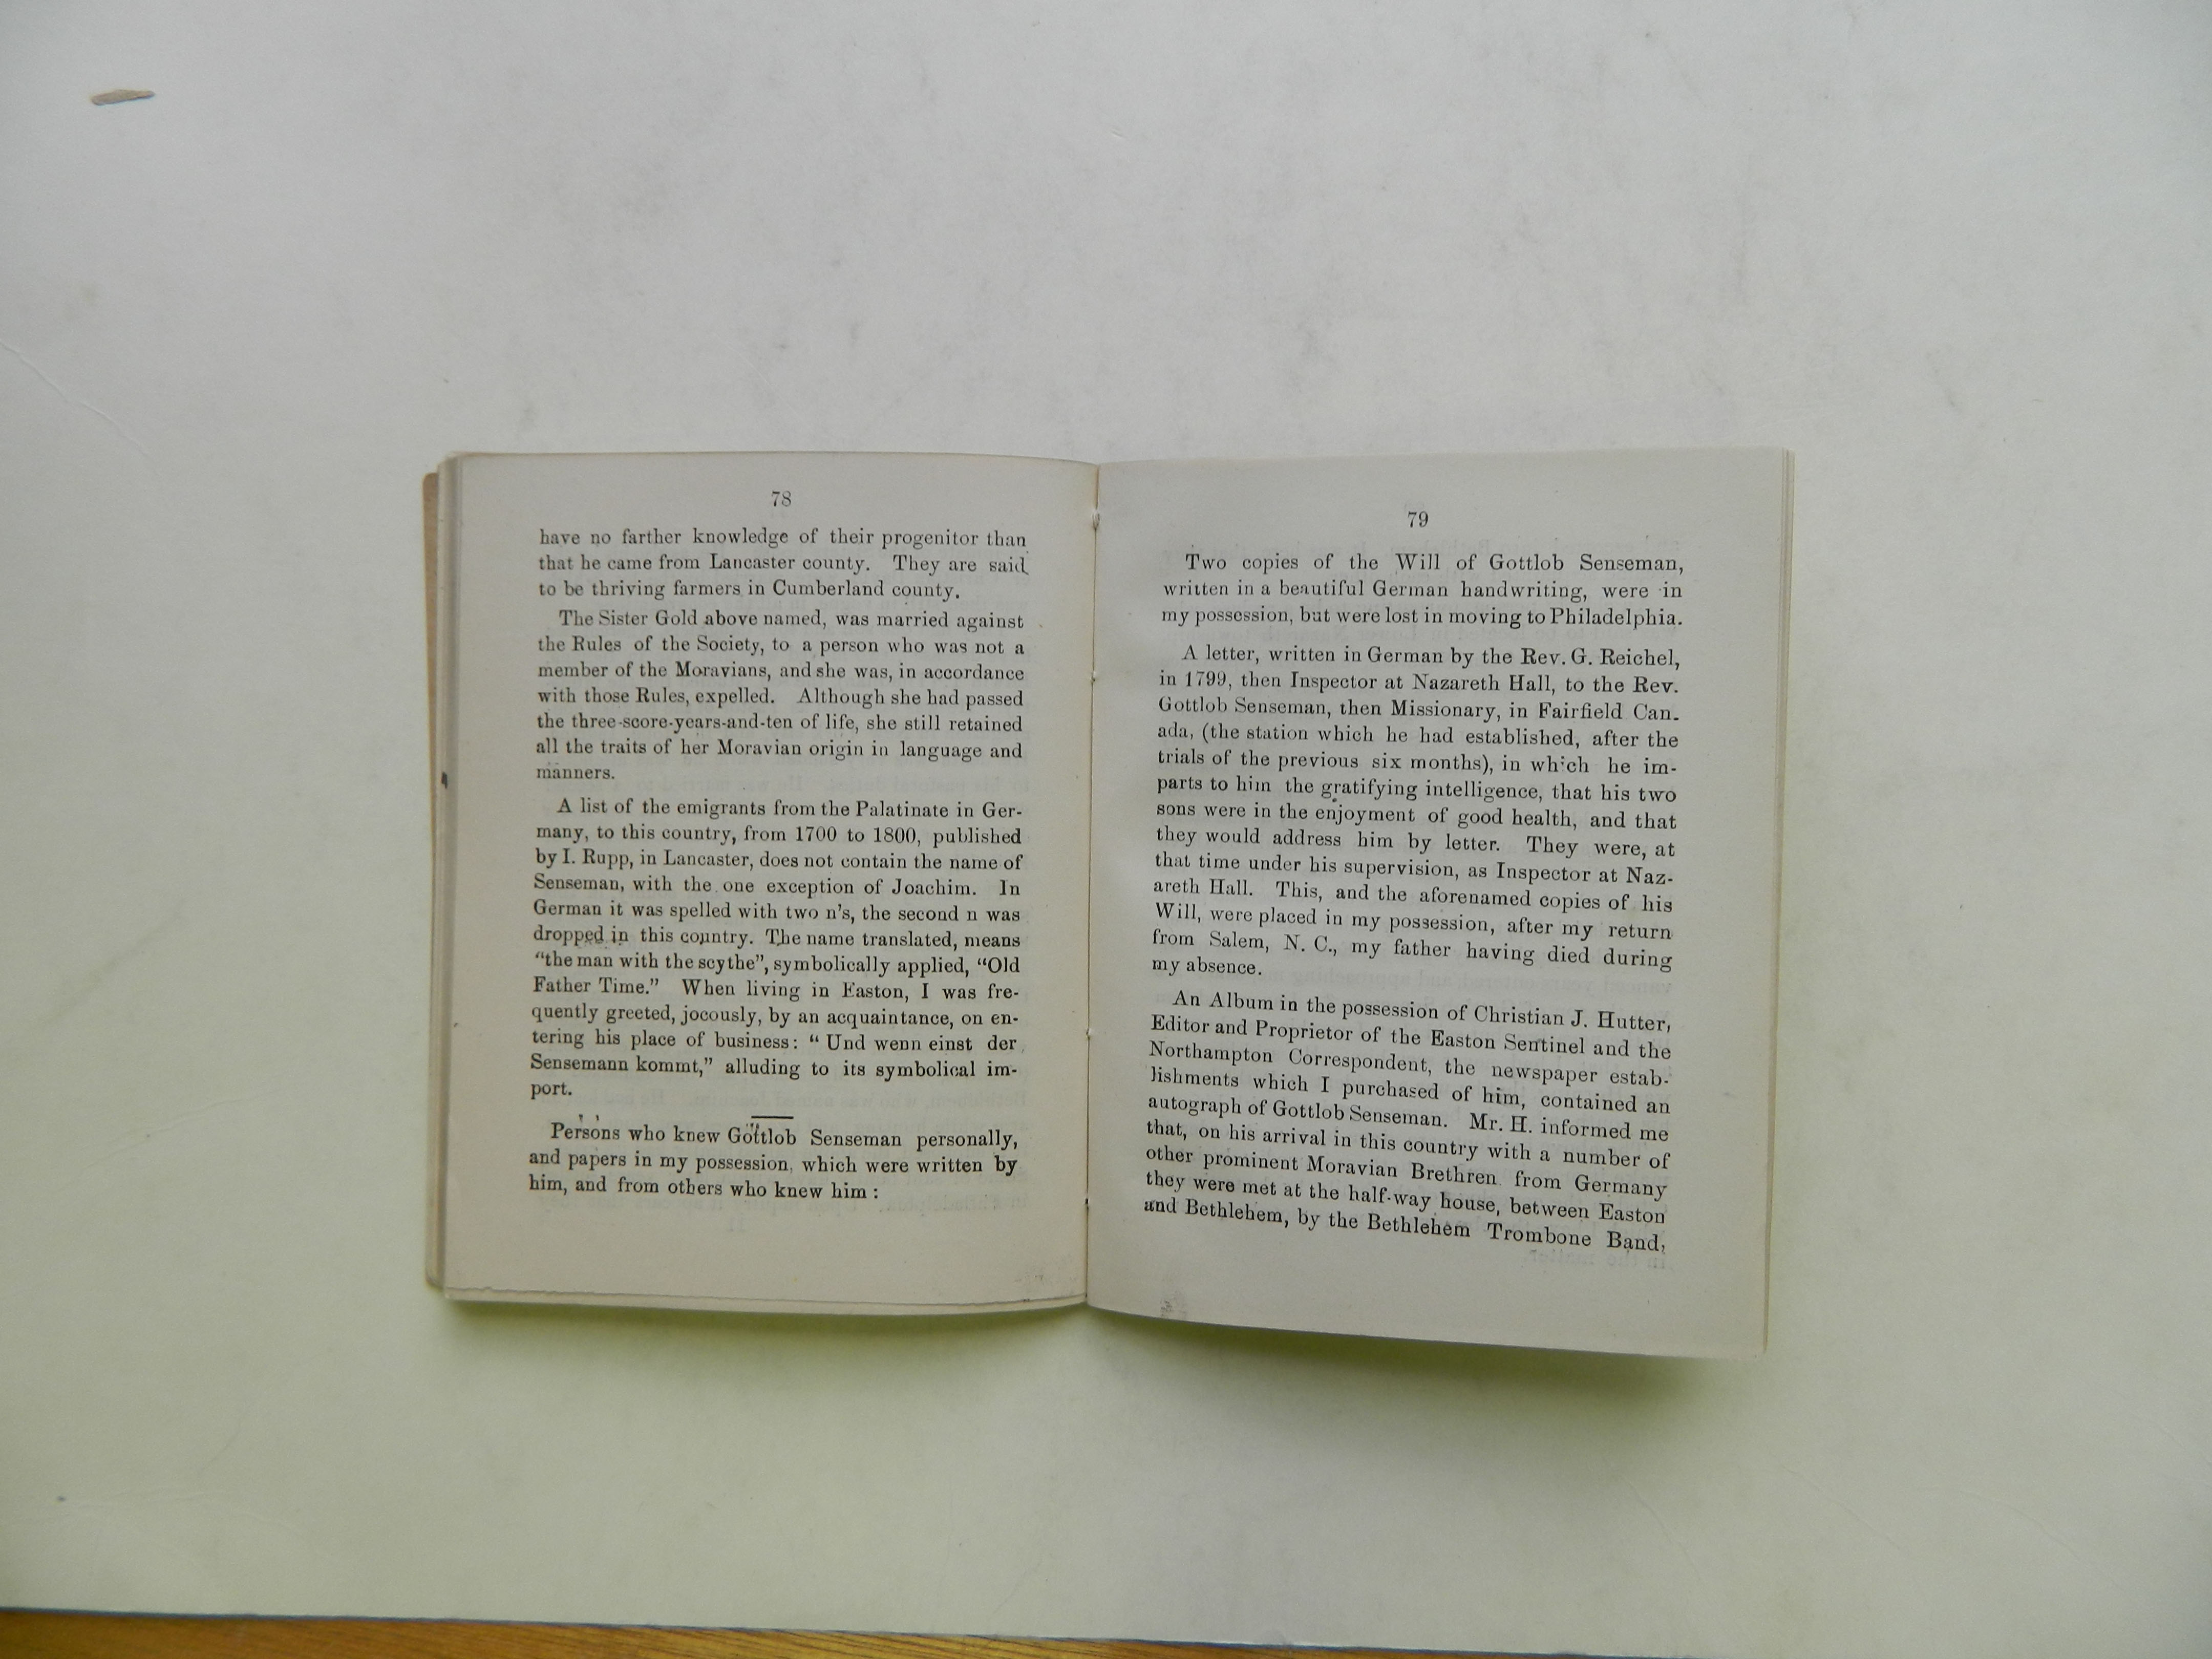 78
have no farther knowledge of their progenitor than
that he came from Lancaster county. They are said
to be thriving farmers in Cumberland county.
The Sister Gold above named, was married against
the Rules of the Society, to a person who was not a
member of the Moravians, and she was, in accordance
with those Rules, expelled. Although she had passed
the three-score-years-and-ten of life, she still retained
all the traits of her Moravian origin in language and
manners.
A list of the emigrants from the Palatinate in Ger-
many, to this country, from 1700 to 1800, published
by I. Rupp, in Lancaster, does not contain the name of
Senseman, with the one exception of Joachim. In
German it was spelled with two n's, the second n was
dropped in this country. The name translated, means
"the man with the scythe", symbolically applied, "Old
Father Time." When living in Easton, I was fre-
quently greeted, jocously, by an acquaintance, on en-
tering his place of business: "Und wenn einst der
Sensemann kommt," alluding to its symbolical im-
port.
Persons who knew Gottlob Senseman personally,
and papers in my possession, which were written by
him, and from others who knew him:
79
Two copies of the Will of Gottlob Senseman,
written in a beautiful German handwriting, were in
my possession, but were lost in moving to Philadelphia.
A letter, written in German by the Rev. G. Reichel,
in 1799, then Inspector at Nazareth Hall, to the Rev.
Gottlob Senseman, then Missionary, in Fairfield Can-
ada, (the station which he had established, after the
trials of the previous six months), in which he im-
parts to him the gratifying intelligence, that his two
sons were in the enjoyment of good health, and that
they would address him by letter. They were, at
that time under his supervision, as Inspector at Naz-
areth Hall. This, and the aforenamed copies of his
Will, were placed in my possession, after my return
from Salem, N. C., my father having died during
my absence.
An Album in the possession of Christian J. Hutter,
Editor and Proprietor of the Easton Sentinel and the
Northampton Correspondent, the newspaper estab-
lishments which I purchased of him, contained an
autograph of Gottlob Senseman. Mr. H. informed me
that, on his arrival in this country with a number of
other prominent Moravian Brethren from Germany
they were met at the half-way house, between Easton
and Bethlehem, by the Bethlehem Trombone Band,